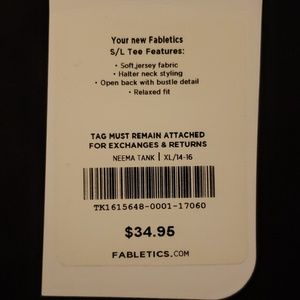 Your new Fabletics
S/L Tee Features:
• Soft jersey fabric
• Halter neck styling
• Open back with bustle detail
• Relaxed fit
TAG MUST REMAIN ATTACHED
FOR EXCHANGES & RETURNS
NEEMA TANK | XL/14-16
TK1615648-0001-17060
$34.95
FABLETICS.COM